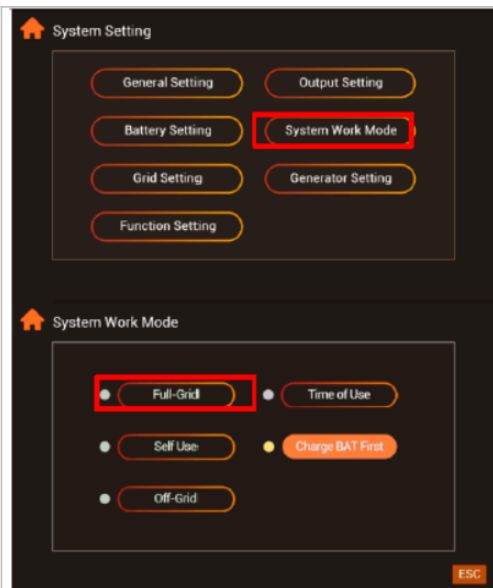 System Setting
General Setting Output Setting
Battery Setting System Work Mode
Grid Setting Generator Setting
Function Setting
System Work Mode
Full-Grid Time of Use
Self Use Charge BAT First
Off-Grid
ESC